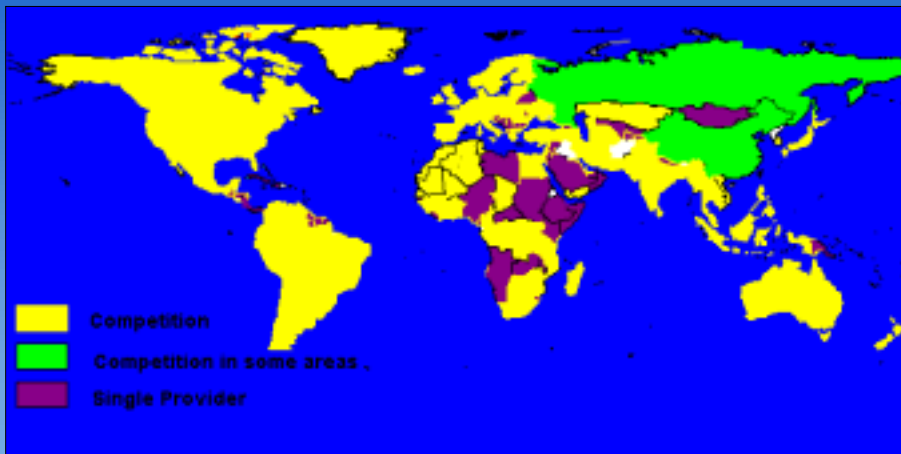 Competition
Competition in some areas .
Single Provider